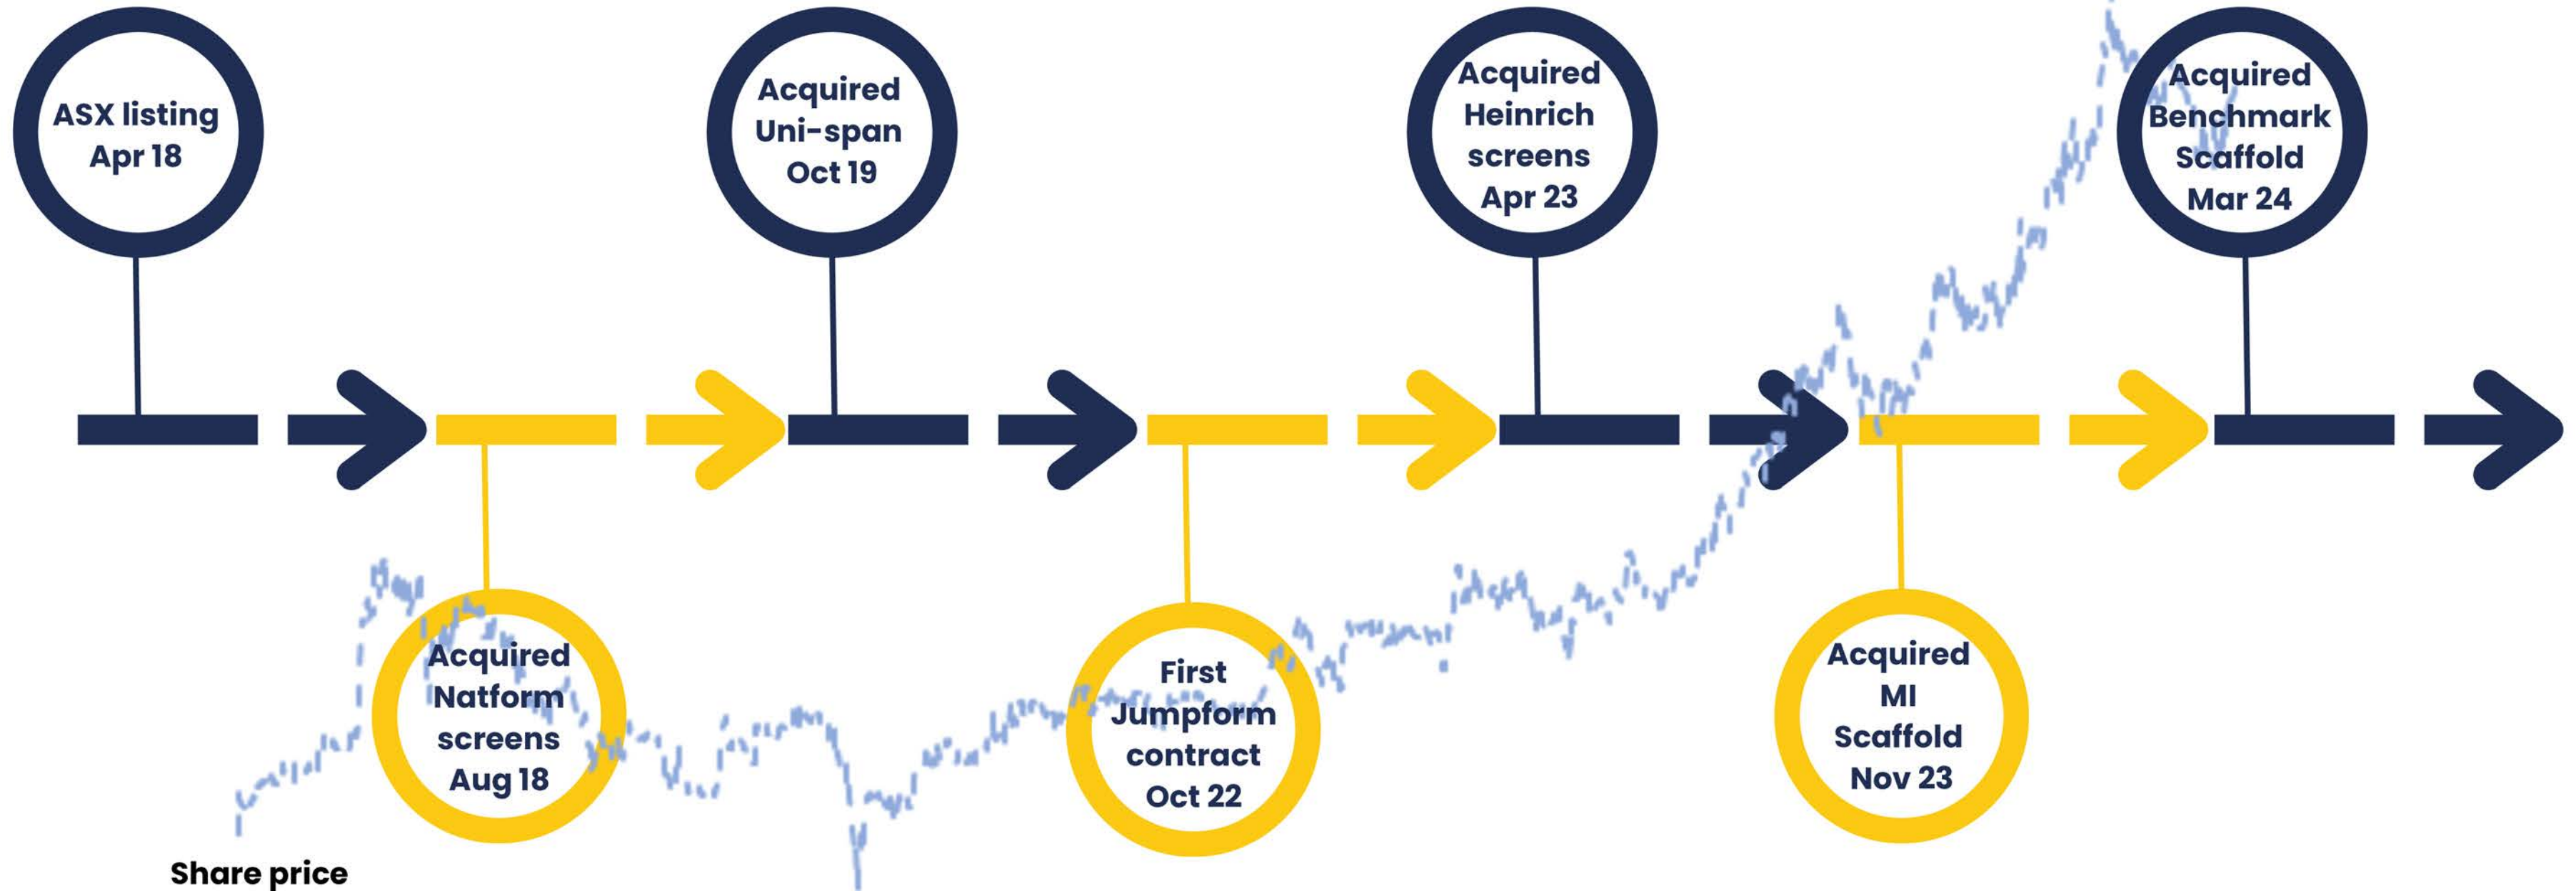 ASX listing
Apr 18
Acquired
Natform
screens
Aug 18
Acquired
Uni-span
Oct 19
First
Jumpform
contract
Oct 22
Acquired
Heinrich
screens
Apr 23
Acquired
MI
Scaffold
Nov 23
Acquired
Benchmark
Scaffold
Mar 24
Share price